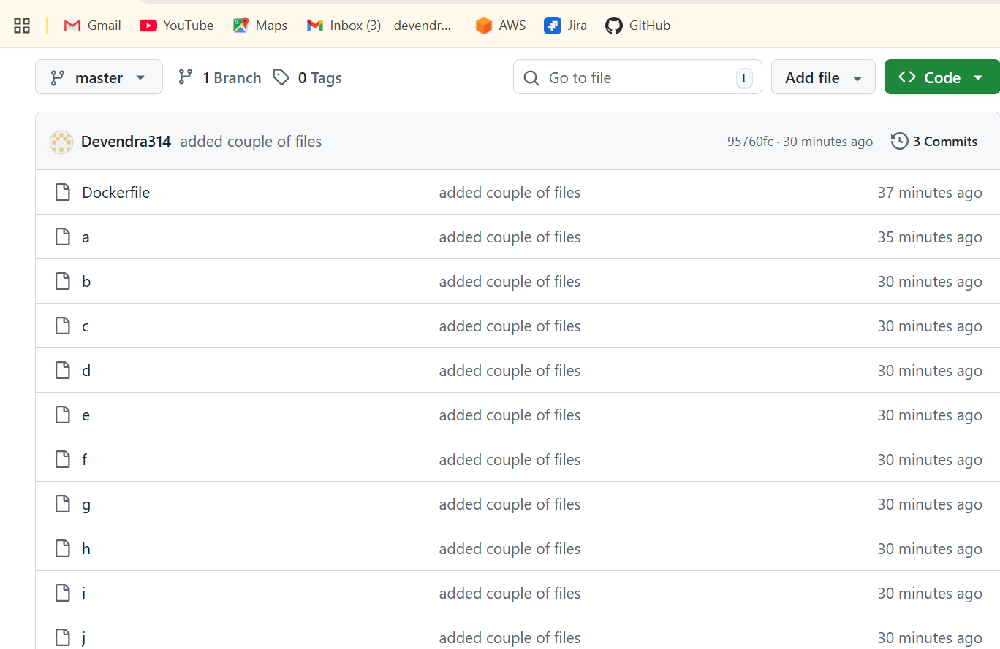 Gmail YouTube Maps Inbox (3) - devendr... AWS Jira GitHub
master 1 Branch 0 Tags Go to file t Add file Code
Devendra314 added couple of files 95760fc · 30 minutes ago 3 Commits
Dockerfile added couple of files 37 minutes ago
a added couple of files 35 minutes ago
b added couple of files 30 minutes ago
c added couple of files 30 minutes ago
d added couple of files 30 minutes ago
e added couple of files 30 minutes ago
f added couple of files 30 minutes ago
g added couple of files 30 minutes ago
h added couple of files 30 minutes ago
i added couple of files 30 minutes ago
j added couple of files 30 minutes ago